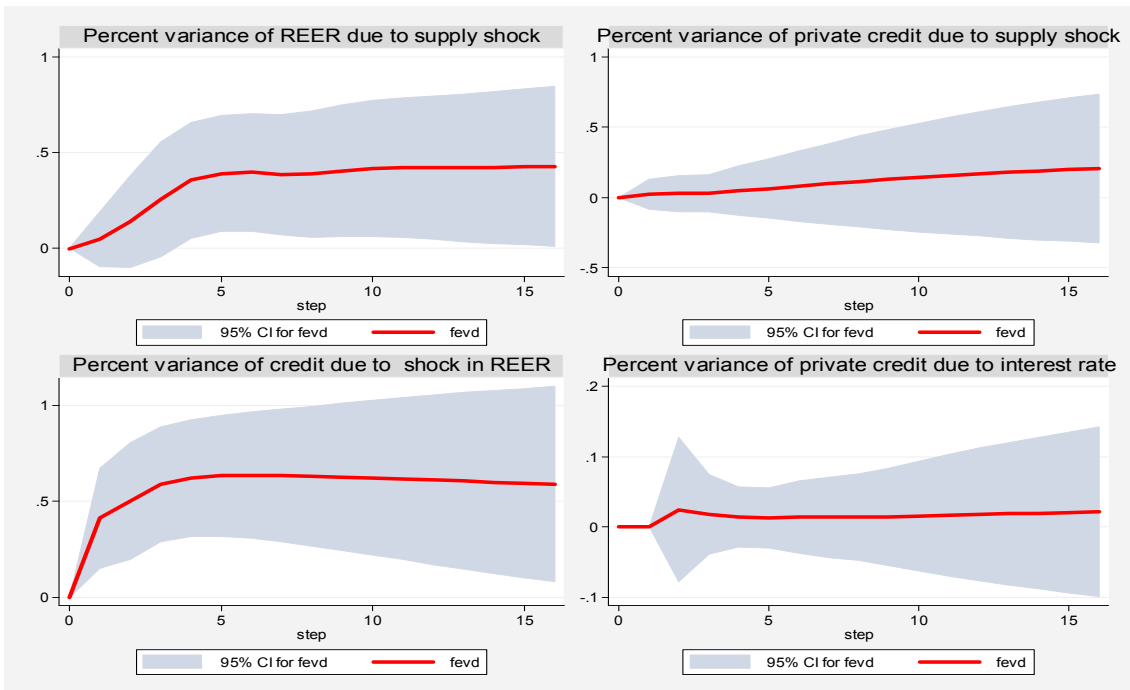 Percent variance of REER due to supply shock
1
.5
0
0 5 10 15
step
95% CI for fevd fevd
Percent variance of private credit due to supply shock
1
.5
0
-.5
0 5 10 15
step
95% CI for fevd fevd
Percent variance of credit due to shock in REER
1
.5
0
0 5 10 15
step
95% CI for fevd fevd
Percent variance of private credit due to interest rate
.2
.1
0
-.1
0 5 10 15
step
95% CI for fevd fevd